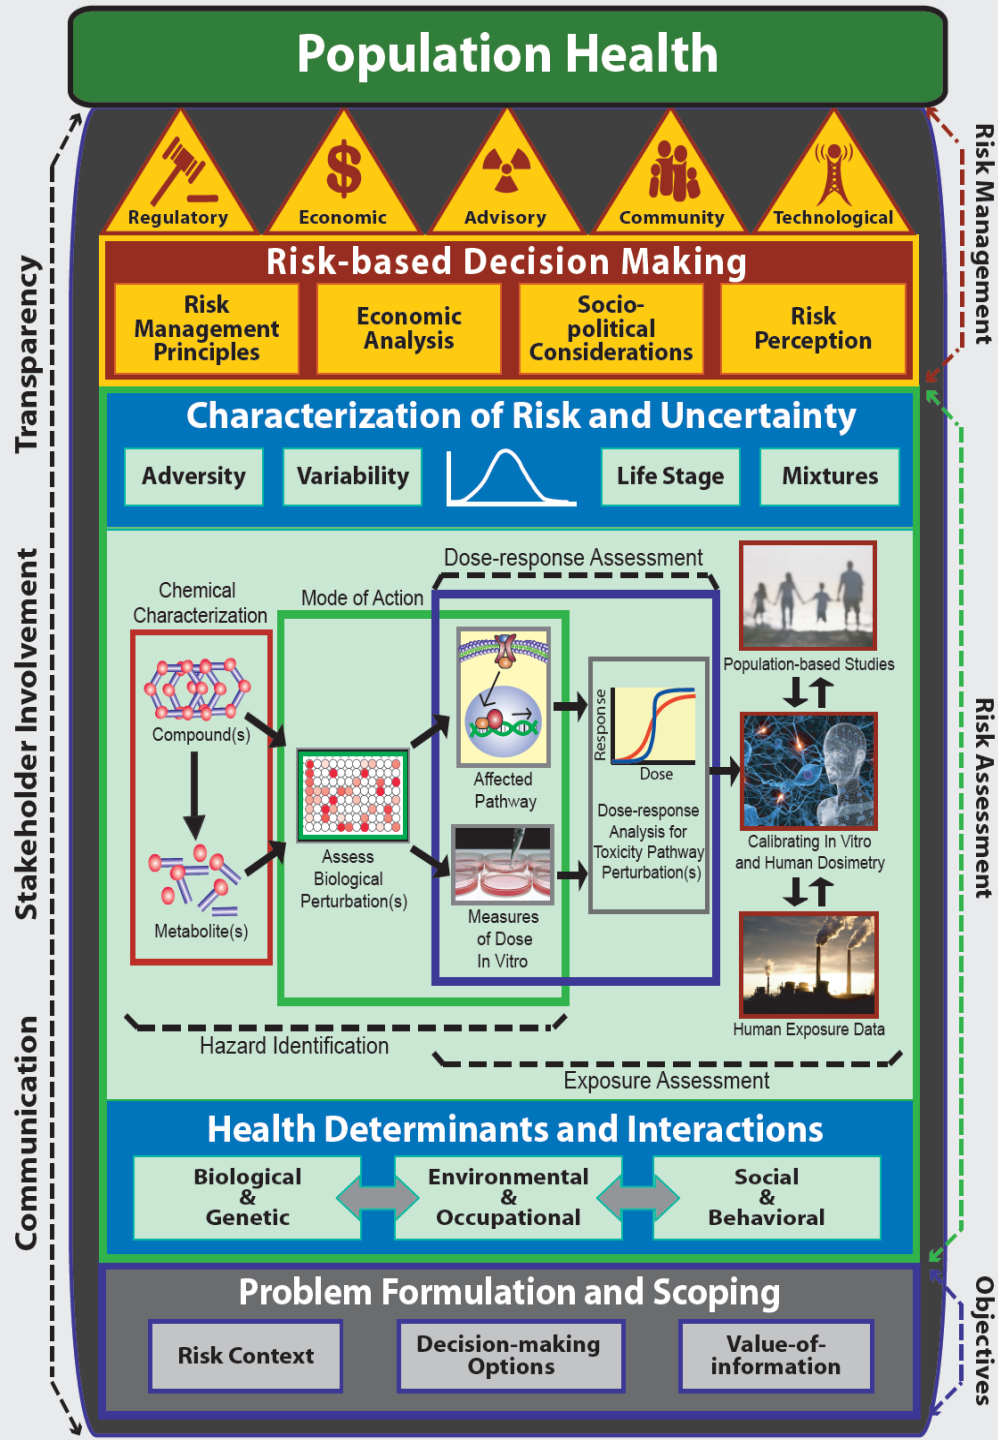 Population Health
Regulatory
Economic
Advisory
Community
Technological
Risk-based Decision Making
Risk
Management
Principles
Economic
Analysis
Socio-
political
Considerations
Risk
Perception
Characterization of Risk and Uncertainty
Adversity
Variability
Life Stage
Mixtures
Dose-response Assessment
Chemical
Characterization
Mode of Action
Compound(s)
Metabolite(s)
Assess
Biological
Perturbation(s)
Affected
Pathway
Measures
of Dose
In Vitro
Response
Dose
Dose-response
Analysis for
Toxicity Pathway
Perturbation(s)
Population-based Studies
Calibrating In Vitro
and Human Dosimetry
Human Exposure Data
Hazard Identification
Exposure Assessment
Health Determinants and Interactions
Biological
&
Genetic
Environmental
&
Occupational
Social
&
Behavioral
Problem Formulation and Scoping
Risk Context
Decision-making
Options
Value-of-
information
Transparency
Stakeholder Involvement
Communication
Risk Management
Risk Assessment
Objectives